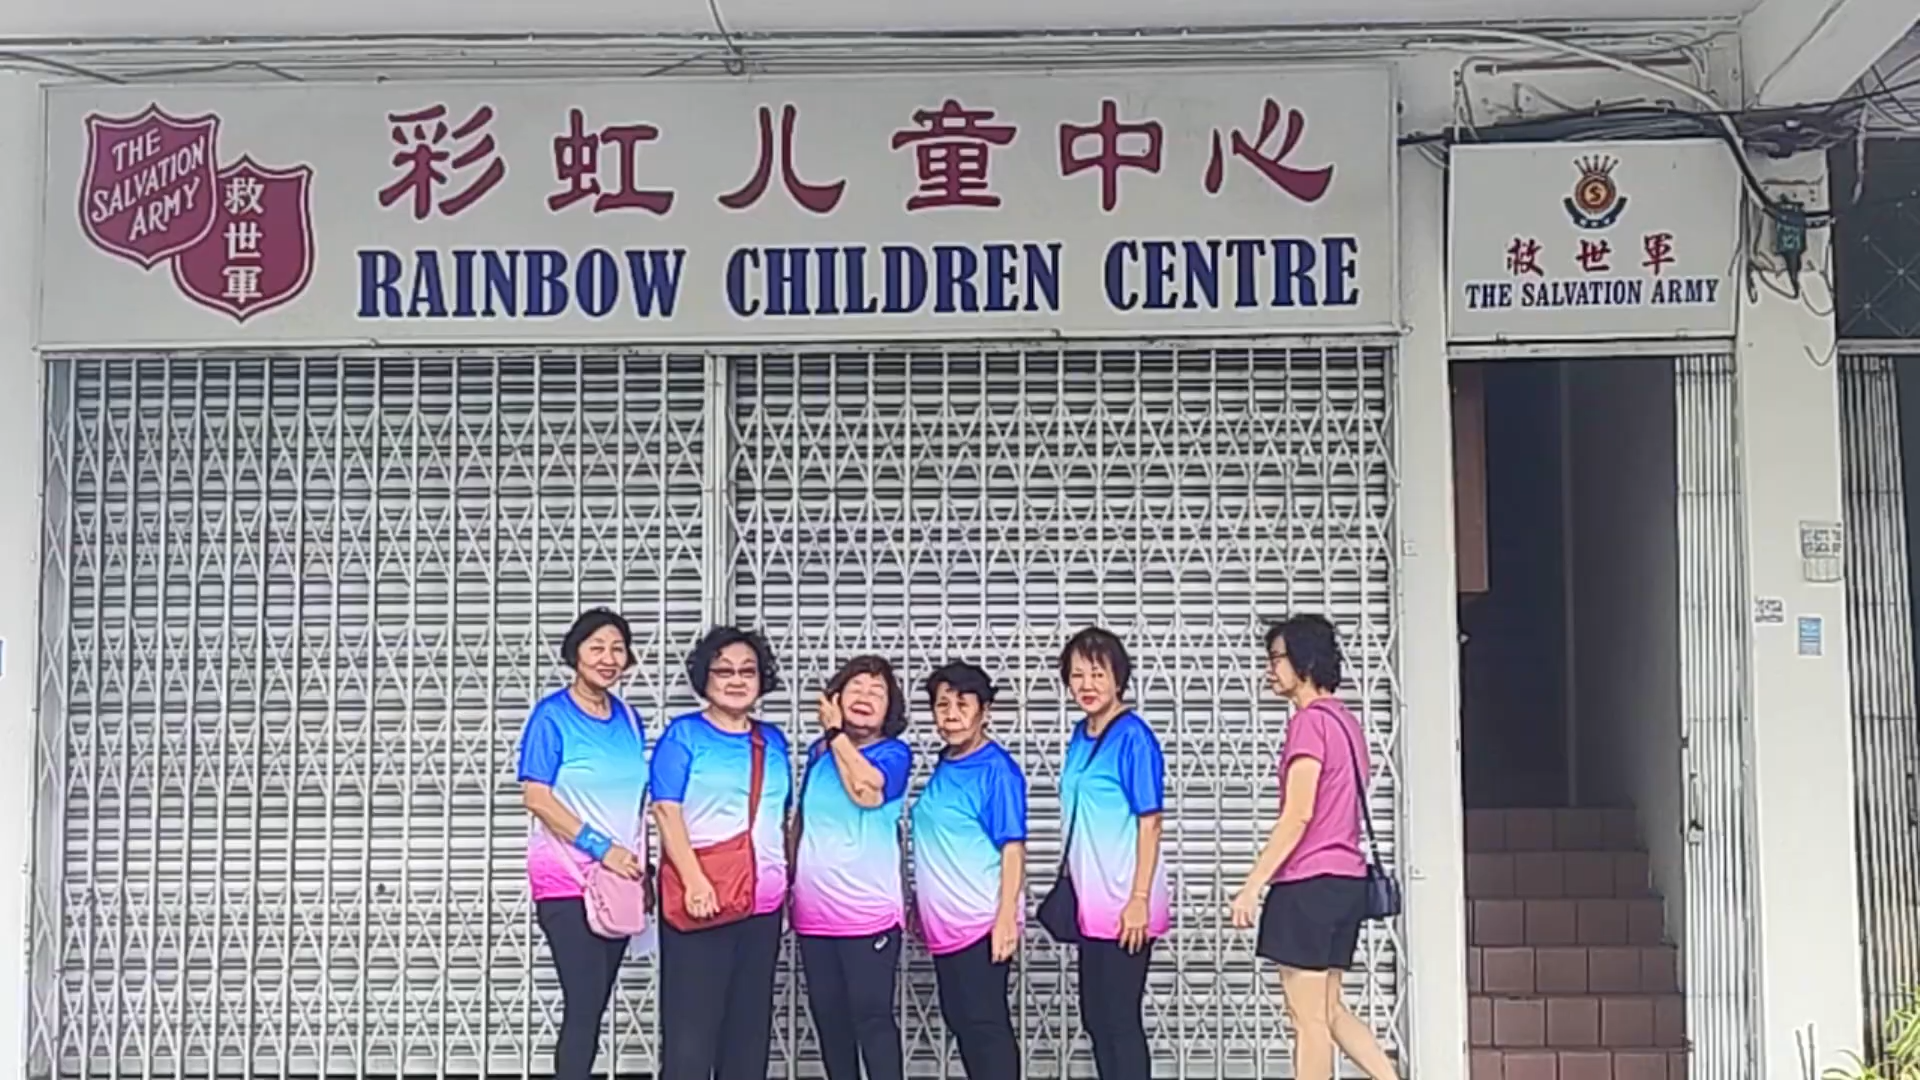 THE
SALVATION
ARMY
救
世
軍
彩虹儿童中心
RAINBOW CHILDREN CENTRE
救世軍
THE SALVATION ARMY